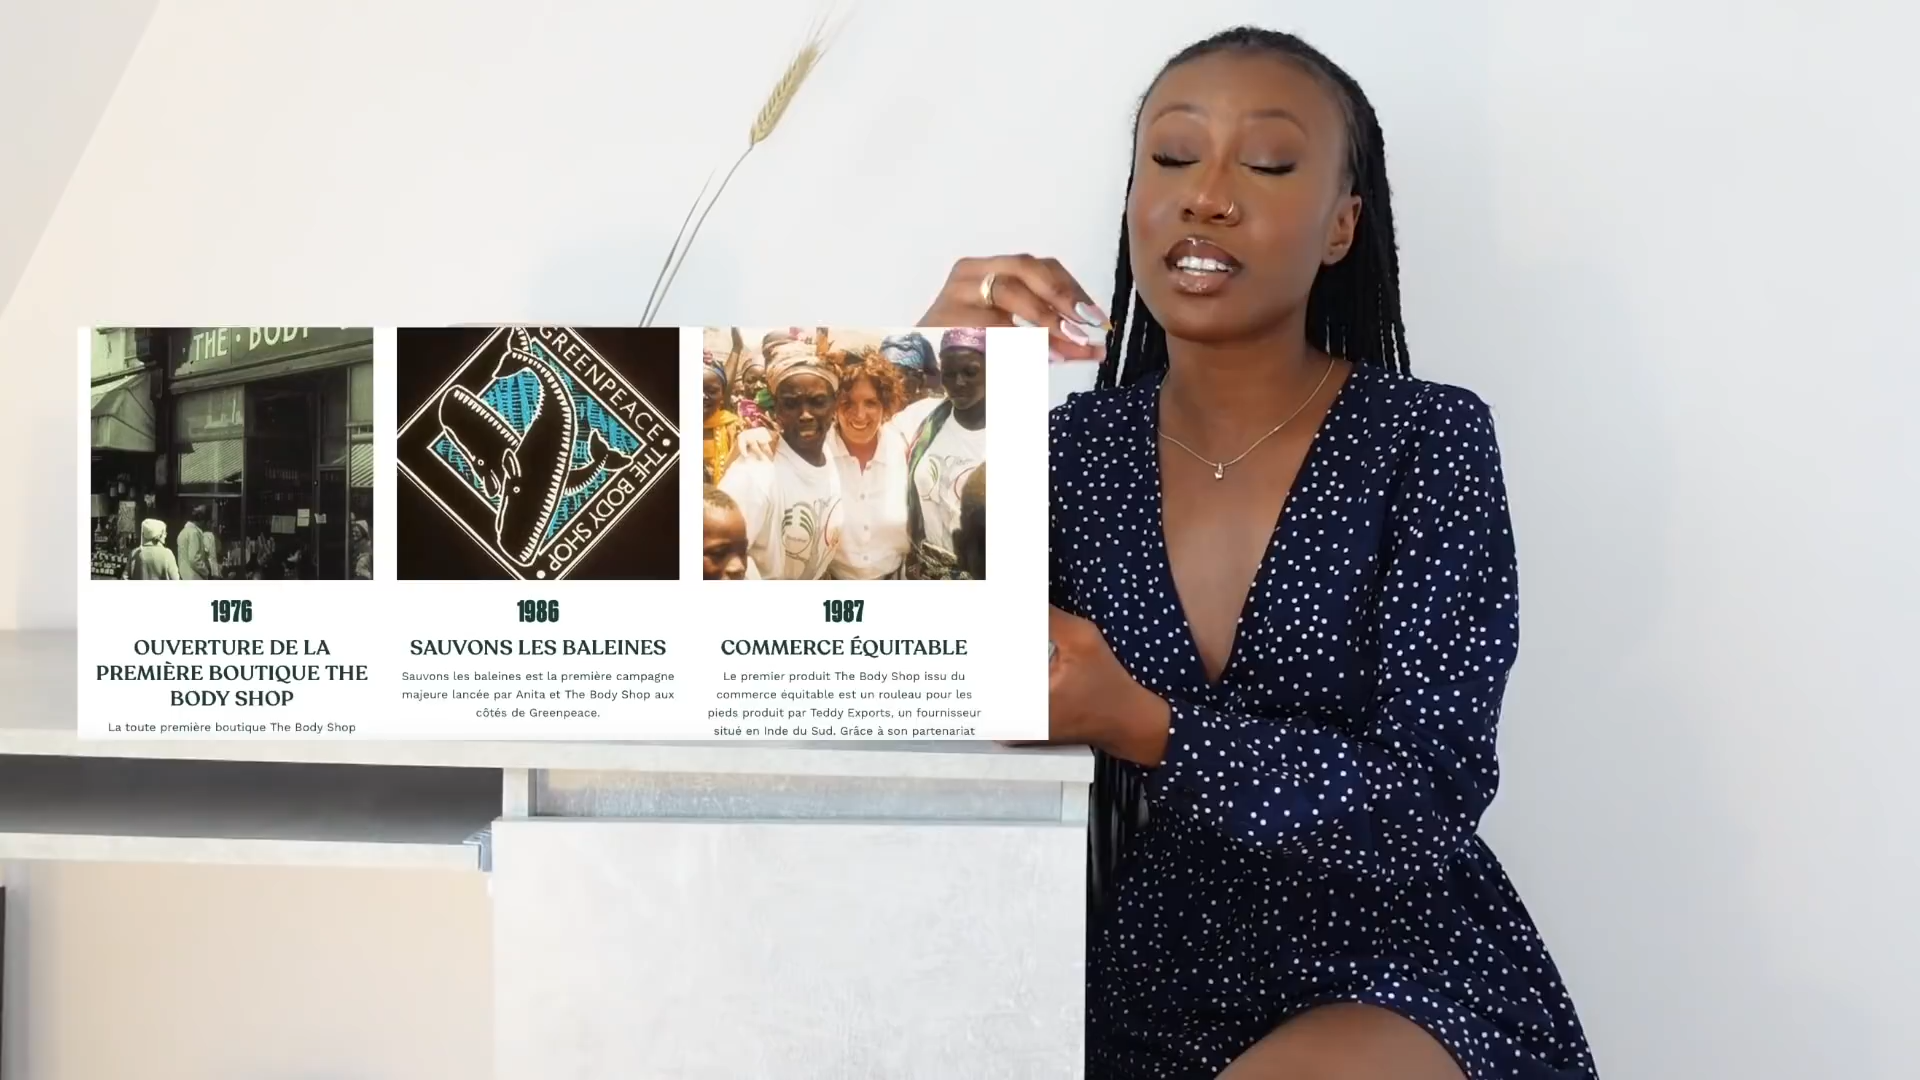 THE · BODY
GREENPEACE
THE BODY SHOP
1976
OUVERTURE DE LA
PREMIÈRE BOUTIQUE THE
BODY SHOP
La toute première boutique The Body Shop
1986
SAUVONS LES BALEINES
Sauvons les baleines est la première campagne
majeure lancée par Anita et The Body Shop aux
côtés de Greenpeace.
1987
COMMERCE ÉQUITABLE
Le premier produit The Body Shop issu du
commerce équitable est un rouleau pour les
pieds produit par Teddy Exports, un fournisseur
situé en Inde du Sud. Grâce à son partenariat